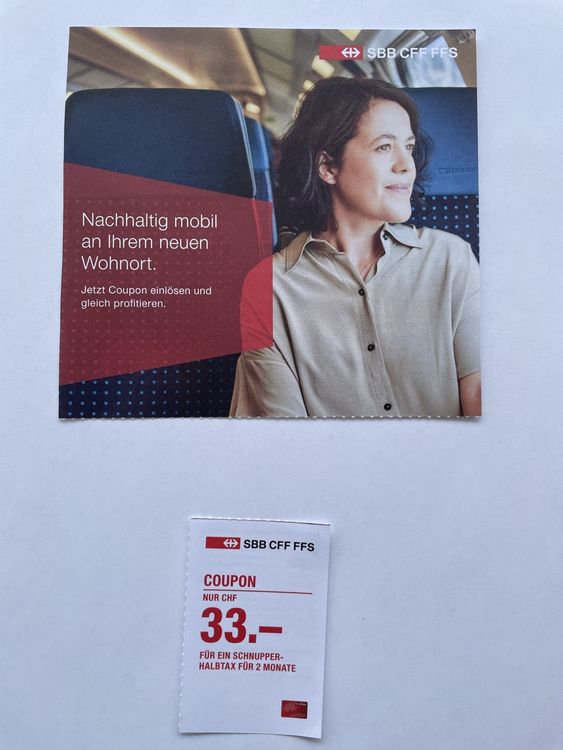 SBB CFF FFS
Nachhaltig mobil
an Ihrem neuen
Wohnort.
Jetzt Coupon einlösen und
gleich profitieren.
SBB CFF FFS
COUPON
NUR CHF
33.–
FÜR EIN SCHNUPPER-
HALBTAX FÜR 2 MONATE